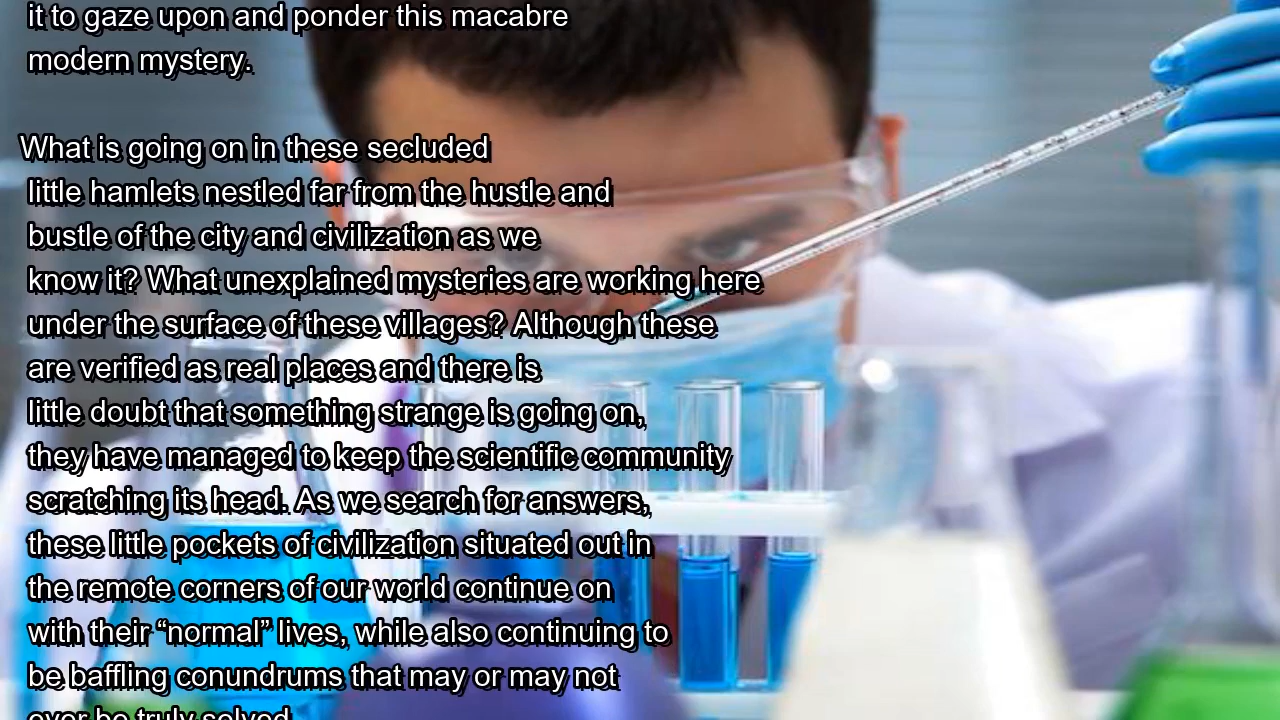 it to gaze upon and ponder this macabre
modern mystery.
What is going on in these secluded
little hamlets nestled far from the hustle and
bustle of the city and civilization as we
know it? What unexplained mysteries are working here
under the surface of these villages? Although these
are verified as real places and there is
little doubt that something strange is going on,
they have managed to keep the scientific community
scratching its head. As we search for answers,
these little pockets of civilization situated out in
the remote corners of our world continue on
with their “normal” lives, while also continuing to
be baffling conundrums that may or may not
ever be truly solved.